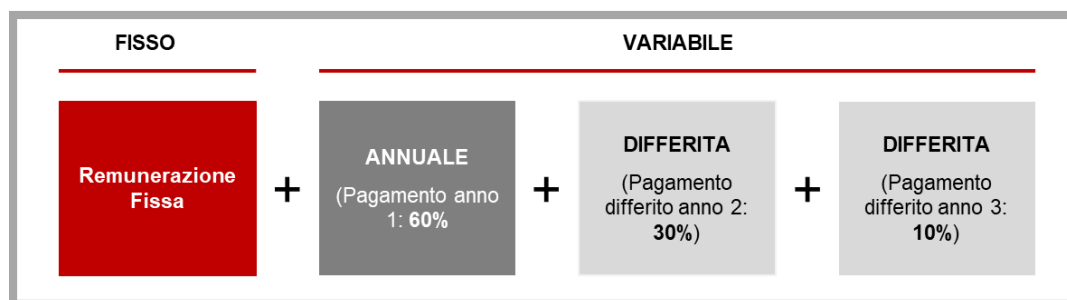 FISSO
VARIABILE
Remunerazione
Fissa
+
ANNUALE
(Pagamento anno
1: 60%
+
DIFFERITA
(Pagamento
differito anno 2:
30%)
+
DIFFERITA
(Pagamento
differito anno 3:
10%)